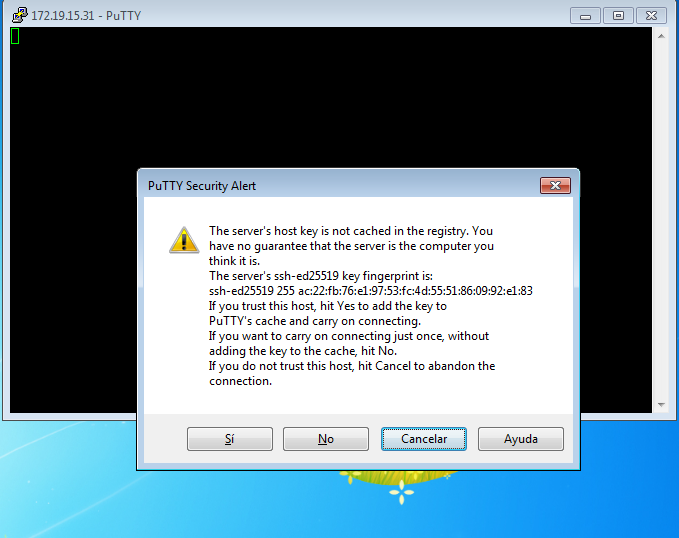 172.19.15.31 - PuTTY
PuTTY Security Alert
The server's host key is not cached in the registry. You
have no guarantee that the server is the computer you
think it is.
The server's ssh-ed25519 key fingerprint is:
ssh-ed25519 255 ac:22:fb:76:e1:97:53:fc:4d:55:51:86:09:92:e1:83
If you trust this host, hit Yes to add the key to
PuTTY's cache and carry on connecting.
If you want to carry on connecting just once, without
adding the key to the cache, hit No.
If you do not trust this host, hit Cancel to abandon the
connection.
Sí No Cancelar Ayuda